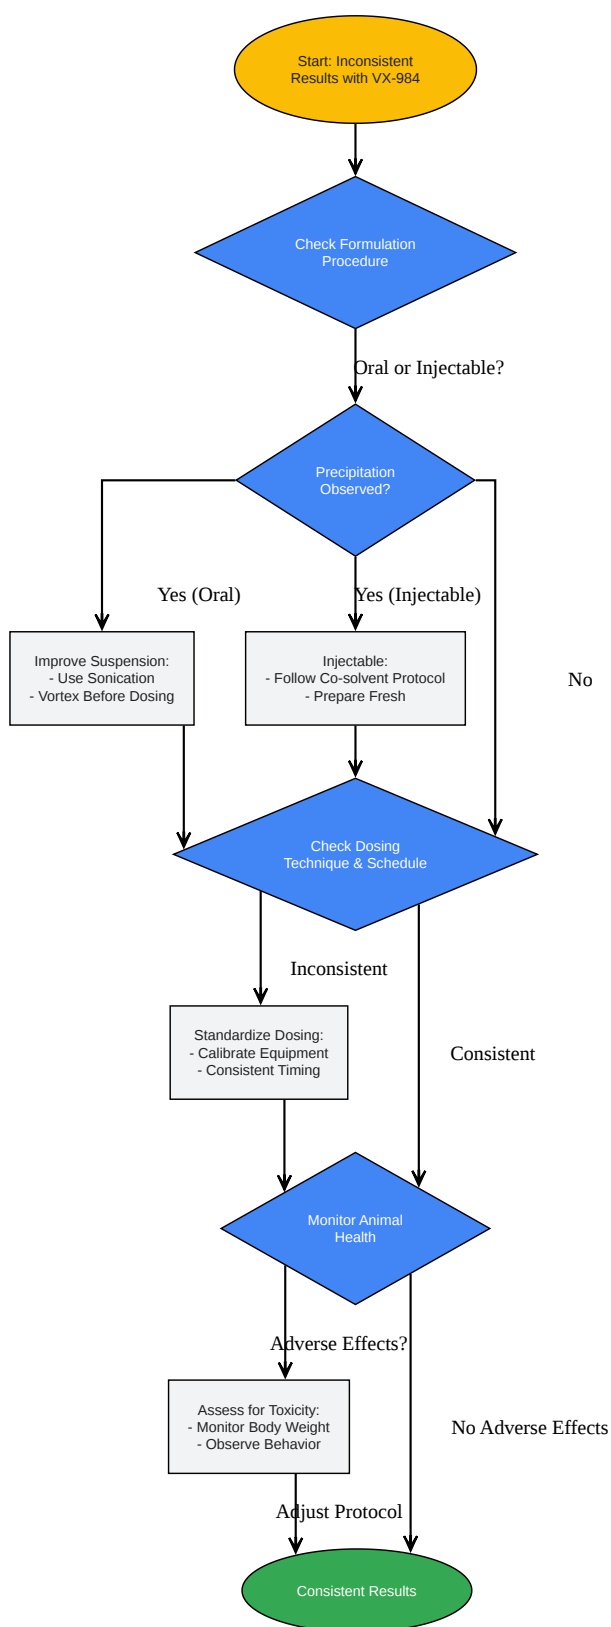 Start: Inconsistent
Results with VX-984
Check Formulation
Procedure
Oral or Injectable?
Precipitation
Observed?
Yes (Oral)
Yes (Injectable)
No
Improve Suspension:
- Use Sonication
- Vortex Before Dosing
Injectable:
- Follow Co-solvent Protocol
- Prepare Fresh
Check Dosing
Technique & Schedule
Inconsistent
Consistent
Standardize Dosing:
- Calibrate Equipment
- Consistent Timing
Monitor Animal
Health
Adverse Effects?
No Adverse Effects
Assess for Toxicity:
- Monitor Body Weight
- Observe Behavior
Adjust Protocol
Consistent Results